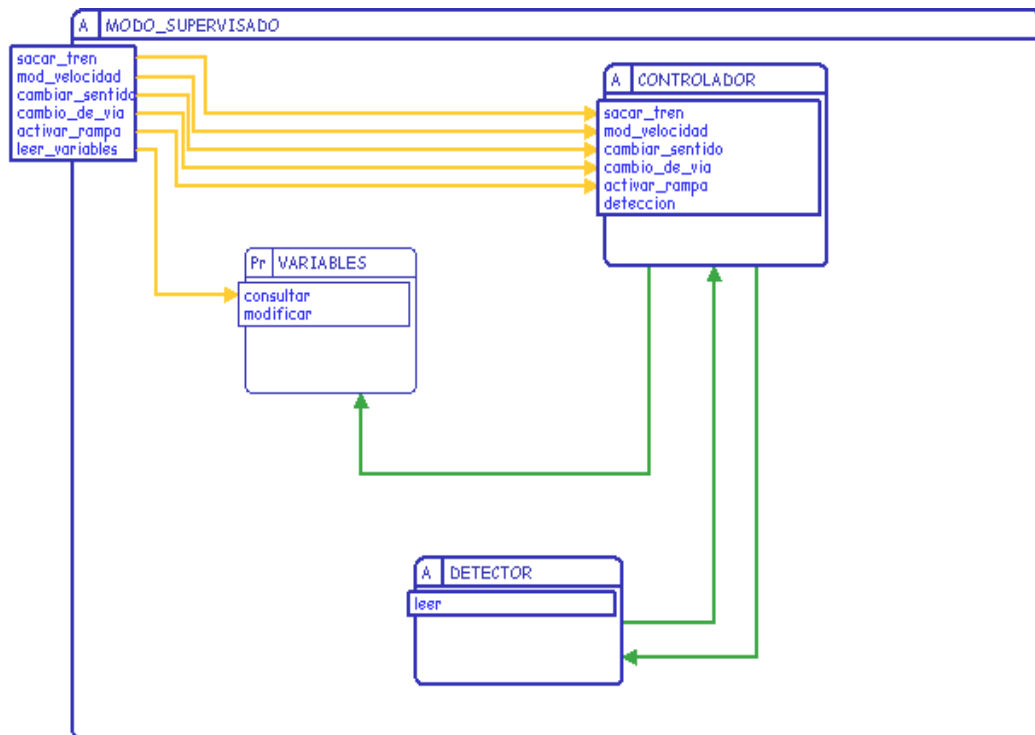 A MODO_SUPERVISADO
sacar_tren
mod_velocidad
cambiar_sentido
cambio_de_via
activar_rampa
leer_variables
A CONTROLADOR
sacar_tren
mod_velocidad
cambiar_sentido
cambio_de_via
activar_rampa
deteccion
Pr VARIABLES
consultar
modificar
A DETECTOR
leer